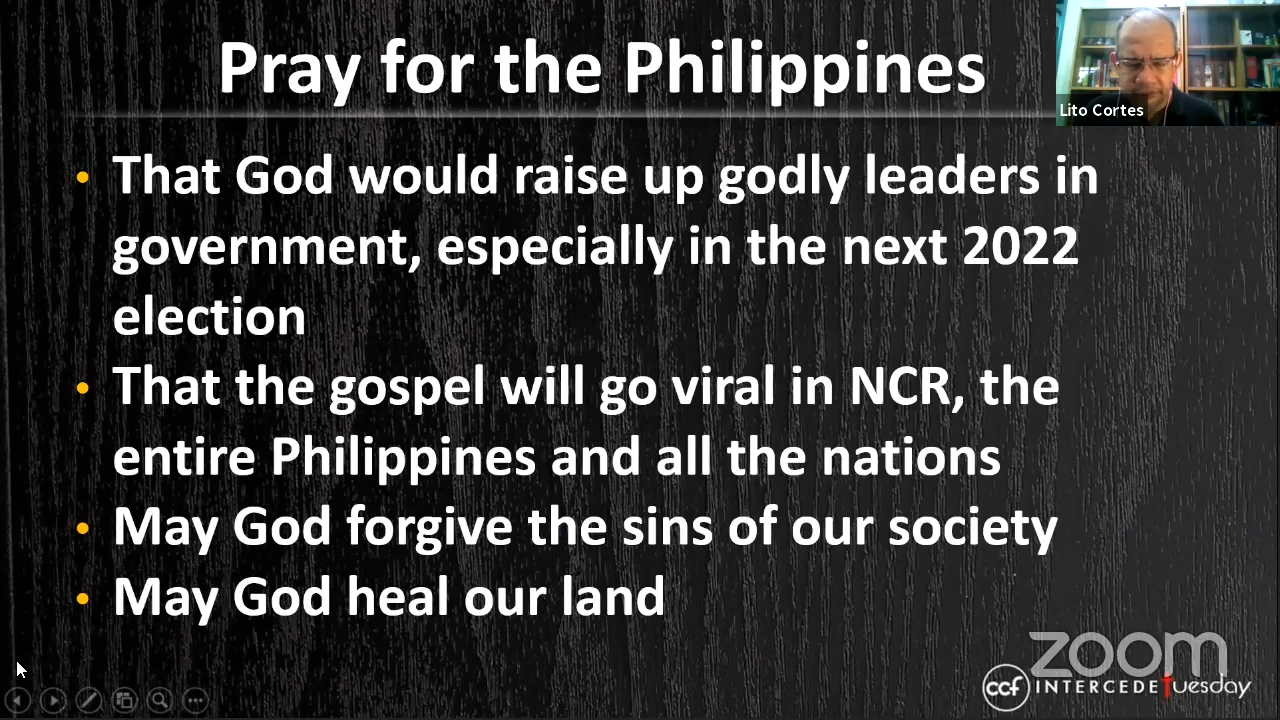 Pray for the Philippines
Lito Cortes
• That God would raise up godly leaders in
government, especially in the next 2022
election
• That the gospel will go viral in NCR, the
entire Philippines and all the nations
• May God forgive the sins of our society
• May God heal our land
zoom
ccf INTERCEDE Tuesday